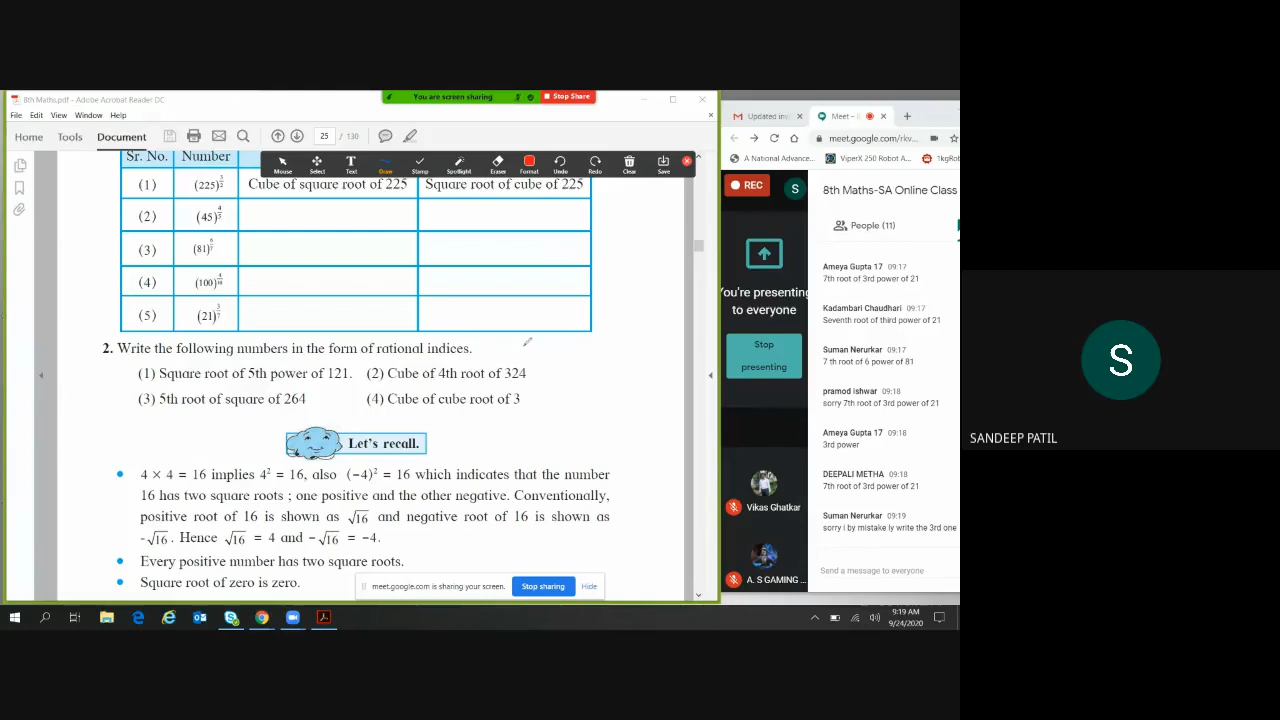 8th Maths.pdf - Adobe Acrobat Reader DC
You are screen sharing
Stop Share
File Edit View Window Help
Home Tools Document
25 / 130
Mouse Select Text Draw Stamp Spotlight Eraser Format Undo Redo Clear Save
Sr. No. Number
(1) (225)^{3/2} Cube of square root of 225 Square root of cube of 225
(2) (45)^{4/5}
(3) (81)^{6/7}
(4) (100)^{4/10}
(5) (21)^{3/7}
2. Write the following numbers in the form of rational indices.
(1) Square root of 5th power of 121. (2) Cube of 4th root of 324
(3) 5th root of square of 264 (4) Cube of cube root of 3
Let's recall.
• 4 × 4 = 16 implies 4² = 16, also (−4)² = 16 which indicates that the number
16 has two square roots ; one positive and the other negative. Conventionally,
positive root of 16 is shown as √16 and negative root of 16 is shown as
-√16 . Hence √16 = 4 and −√16 = −4.
• Every positive number has two square roots.
• Square root of zero is zero.
meet.google.com is sharing your screen. Stop sharing Hide
Updated in
Meet –
meet.google.com/rkv...
A National Advance... ViperX 250 Robot A... 1kgRo
REC
S
You're presenting
to everyone
Stop
presenting
Vikas Ghatkar
A. S GAMING ...
8th Maths-SA Online Class
People (11)
Ameya Gupta 17 09:17
7th root of 3rd power of 21
Kadambari Chaudhari 09:17
Seventh root of third power of 21
Suman Nerurkar 09:17
7 th root of 6 power of 81
pramod ishwar 09:18
sorry 7th root of 3rd power of 21
Ameya Gupta 17 09:18
3rd power
DEEPALI METHA 09:18
7th root of 3rd power of 21
Suman Nerurkar 09:19
sorry i by mistake ly write the 3rd one
Send a message to everyone
9:19 AM
9/24/2020
S
SANDEEP PATIL